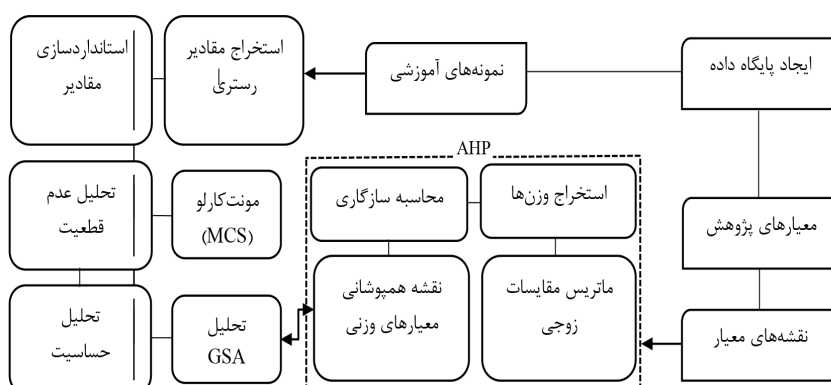 ایجاد پایگاه داده
نمونه‌های آموزشی
استخراج مقادیر
رستری
استانداردسازی
مقادیر
AHP
معیارهای پژوهش
استخراج وزن‌ها
محاسبه سازگاری
مونت‌کارلو
(MCS)
تحلیل عدم
قطعیت
نقشه‌های معیار
ماتریس مقایسات
زوجی
نقشه همپوشانی
معیارهای وزنی
تحلیل
GSA
تحلیل
حساسیت